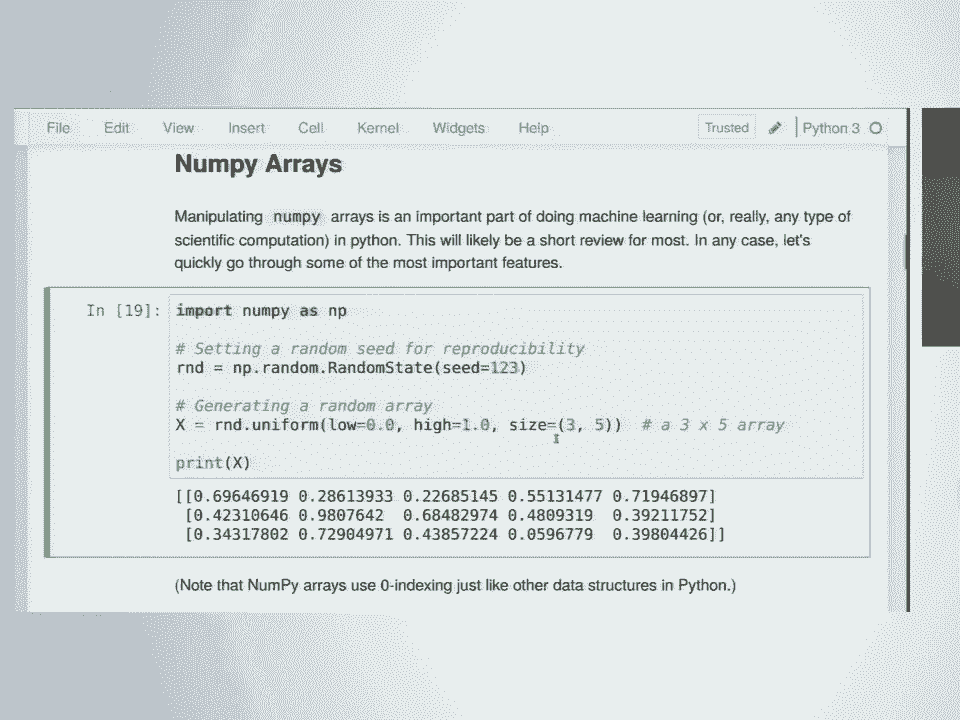 File Edit View Insert Cell Kernel Widgets Help Trusted Python 3
Numpy Arrays
Manipulating numpy arrays is an important part of doing machine learning (or, really, any type of
scientific computation) in python. This will likely be a short review for most. In any case, let's
quickly go through some of the most important features.
In [19]: import numpy as np
# Setting a random seed for reproducibility
rnd = np.random.RandomState(seed=123)
# Generating a random array
X = rnd.uniform(low=0.0, high=1.0, size=(3, 5)) # a 3 x 5 array
print(X)
[[0.69646919 0.28613933 0.22685145 0.55131477 0.71946897]
[0.42310646 0.9807642 0.68482974 0.4809319 0.39211752]
[0.34317802 0.72904971 0.43857224 0.0596779 0.39804426]]
(Note that NumPy arrays use 0-indexing just like other data structures in Python.)